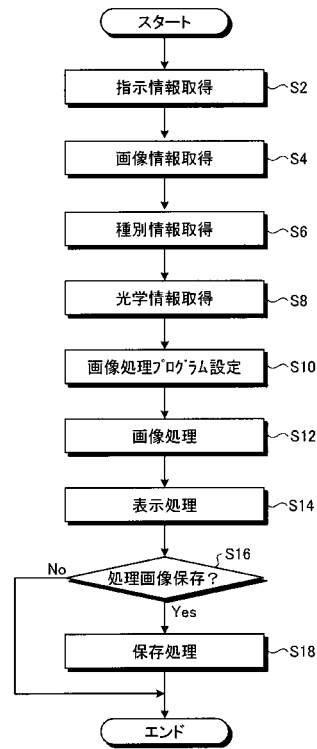 スタート
指示情報取得
S2
画像情報取得
S4
種別情報取得
S6
光学情報取得
S8
画像処理ﾌﾟﾛｸﾞﾗﾑ設定
S10
画像処理
S12
表示処理
S14
S16
処理画像保存？
No
Yes
保存処理
S18
エンド